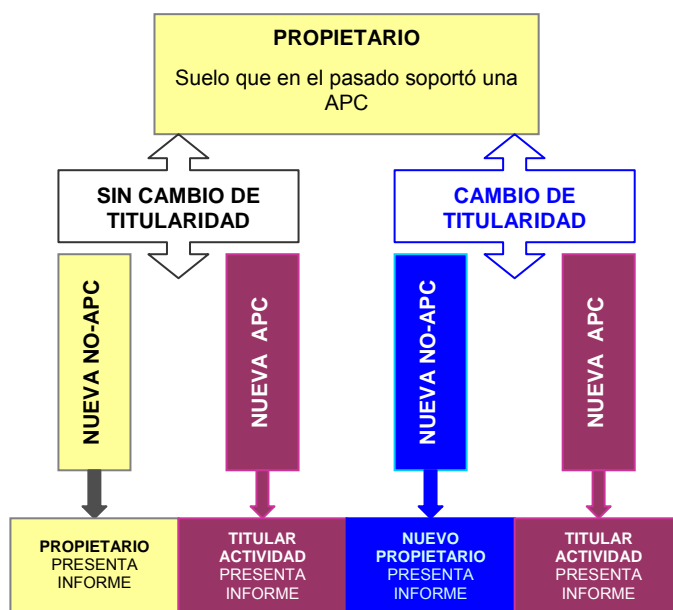 PROPIETARIO
Suelo que en el pasado soportó una
APC
SIN CAMBIO DE
TITULARIDAD
CAMBIO DE
TITULARIDAD
NUEVA NO-APC
NUEVA APC
NUEVA NO-APC
NUEVA APC
PROPIETARIO
PRESENTA
INFORME
TITULAR
ACTIVIDAD
PRESENTA
INFORME
NUEVO
PROPIETARIO
PRESENTA
INFORME
TITULAR
ACTIVIDAD
PRESENTA
INFORME